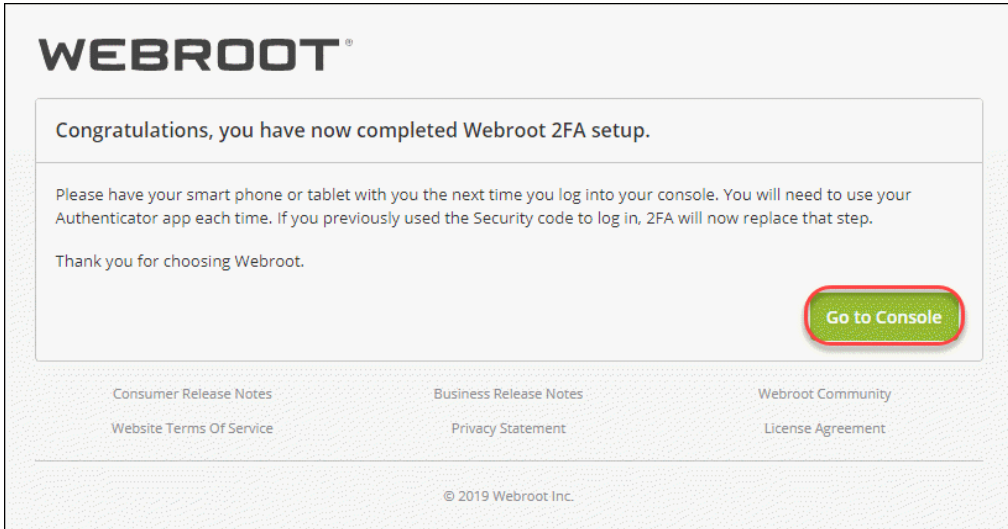 WEBROOT®
Congratulations, you have now completed Webroot 2FA setup.
Please have your smart phone or tablet with you the next time you log into your console. You will need to use your
Authenticator app each time. If you previously used the Security code to log in, 2FA will now replace that step.
Thank you for choosing Webroot.
Go to Console
Consumer Release Notes Business Release Notes Webroot Community
Website Terms Of Service Privacy Statement License Agreement
© 2019 Webroot Inc.